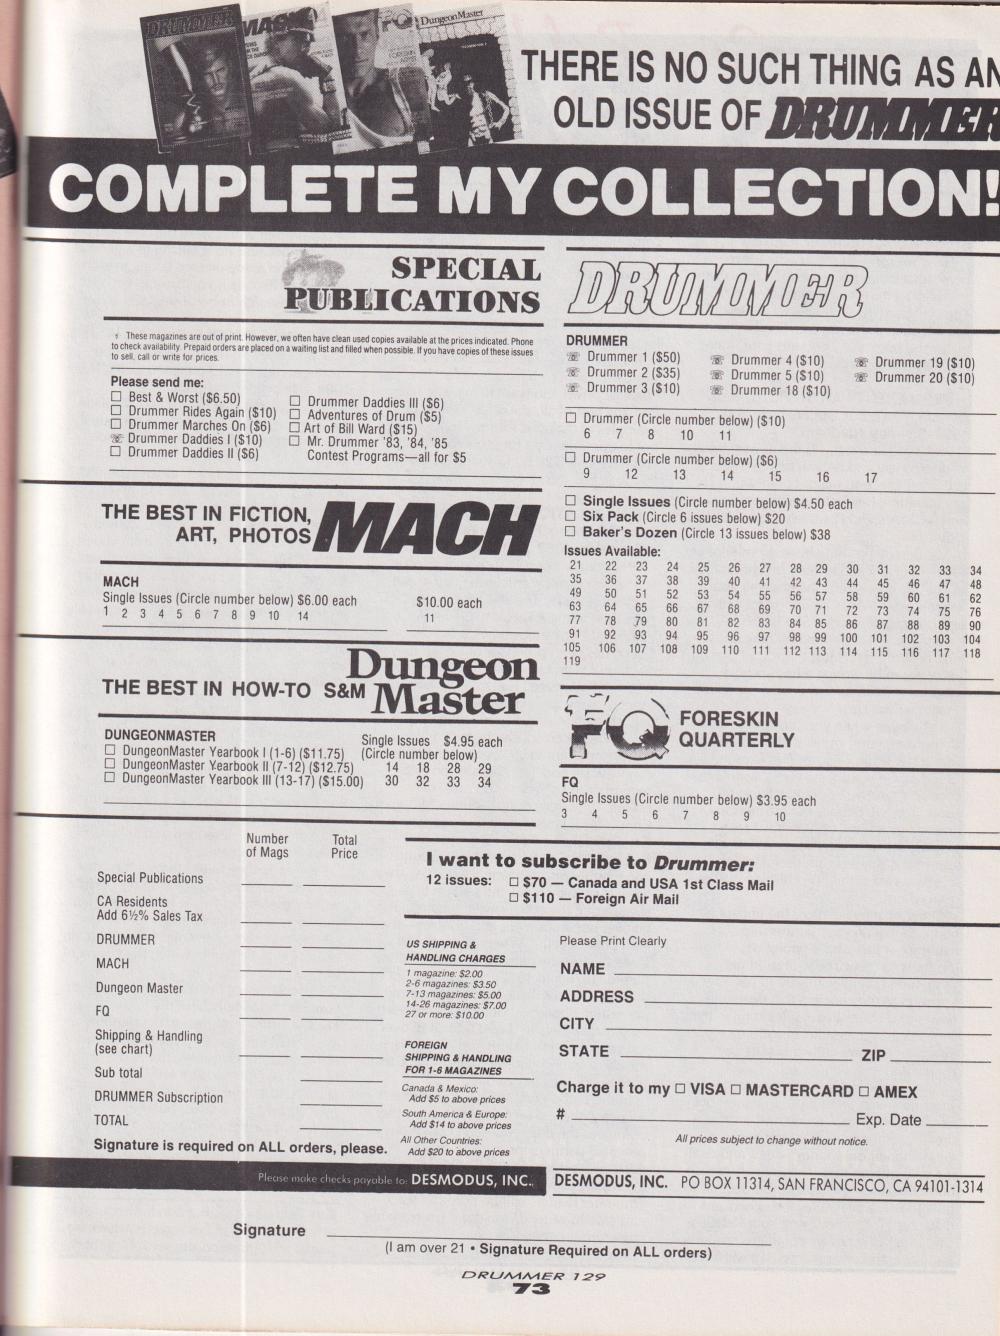 DRUMMER
MACH
FQ
DungeonMaster
THERE IS NO SUCH THING AS AN
OLD ISSUE OF DRUMMER
COMPLETE MY COLLECTION!
SPECIAL
PUBLICATIONS
☏ These magazines are out of print. However, we often have clean used copies available at the prices indicated. Phone
to check availability. Prepaid orders are placed on a waiting list and filled when possible. If you have copies of these issues
to sell, call or write for prices.
Please send me:
☐ Best & Worst ($6.50)
☐ Drummer Rides Again ($10)
☐ Drummer Marches On ($6)
☏ Drummer Daddies I ($10)
☐ Drummer Daddies II ($6)
☐ Drummer Daddies III ($6)
☐ Adventures of Drum ($5)
☐ Art of Bill Ward ($15)
☐ Mr. Drummer '83, '84, '85
Contest Programs—all for $5
THE BEST IN FICTION,
ART, PHOTOS
MACH
MACH
Single Issues (Circle number below) $6.00 each
1 2 3 4 5 6 7 8 9 10 14
$10.00 each
11
Dungeon
Master
THE BEST IN HOW-TO S&M
DUNGEONMASTER
☐ DungeonMaster Yearbook I (1-6) ($11.75)
☐ DungeonMaster Yearbook II (7-12) ($12.75)
☐ DungeonMaster Yearbook III (13-17) ($15.00)
Single Issues $4.95 each
(Circle number below)
14 18 28 29
30 32 33 34
DRUMMER
DRUMMER
☏ Drummer 1 ($50)
☏ Drummer 2 ($35)
☏ Drummer 3 ($10)
☏ Drummer 4 ($10)
☏ Drummer 5 ($10)
☏ Drummer 18 ($10)
☏ Drummer 19 ($10)
☏ Drummer 20 ($10)
☐ Drummer (Circle number below) ($10)
6 7 8 10 11
☐ Drummer (Circle number below) ($6)
9 12 13 14 15 16 17
☐ Single Issues (Circle number below) $4.50 each
☐ Six Pack (Circle 6 issues below) $20
☐ Baker's Dozen (Circle 13 issues below) $38
Issues Available:
21 22 23 24 25 26 27 28 29 30 31 32 33 34
35 36 37 38 39 40 41 42 43 44 45 46 47 48
49 50 51 52 53 54 55 56 57 58 59 60 61 62
63 64 65 66 67 68 69 70 71 72 73 74 75 76
77 78 79 80 81 82 83 84 85 86 87 88 89 90
91 92 93 94 95 96 97 98 99 100 101 102 103 104
105 106 107 108 109 110 111 112 113 114 115 116 117 118
119
FQ
FORESKIN
QUARTERLY
FQ
Single Issues (Circle number below) $3.95 each
3 4 5 6 7 8 9 10
Number
of Mags
Total
Price
Special Publications
CA Residents
Add 6½% Sales Tax
DRUMMER
MACH
Dungeon Master
FQ
Shipping & Handling
(see chart)
Sub total
DRUMMER Subscription
TOTAL
Signature is required on ALL orders, please.
I want to subscribe to Drummer:
12 issues: ☐ $70 — Canada and USA 1st Class Mail
☐ $110 — Foreign Air Mail
US SHIPPING &
HANDLING CHARGES
1 magazine: $2.00
2-6 magazines: $3.50
7-13 magazines: $5.00
14-26 magazines: $7.00
27 or more: $10.00
FOREIGN
SHIPPING & HANDLING
FOR 1-6 MAGAZINES
Canada & Mexico:
Add $5 to above prices
South America & Europe:
Add $14 to above prices
All Other Countries:
Add $20 to above prices
Please Print Clearly
NAME
ADDRESS
CITY
STATE ZIP
Charge it to my ☐ VISA ☐ MASTERCARD ☐ AMEX
# Exp. Date
All prices subject to change without notice.
Please make checks payable to: DESMODUS, INC.
DESMODUS, INC. PO BOX 11314, SAN FRANCISCO, CA 94101-1314
Signature
(I am over 21 • Signature Required on ALL orders)
DRUMMER 129
73